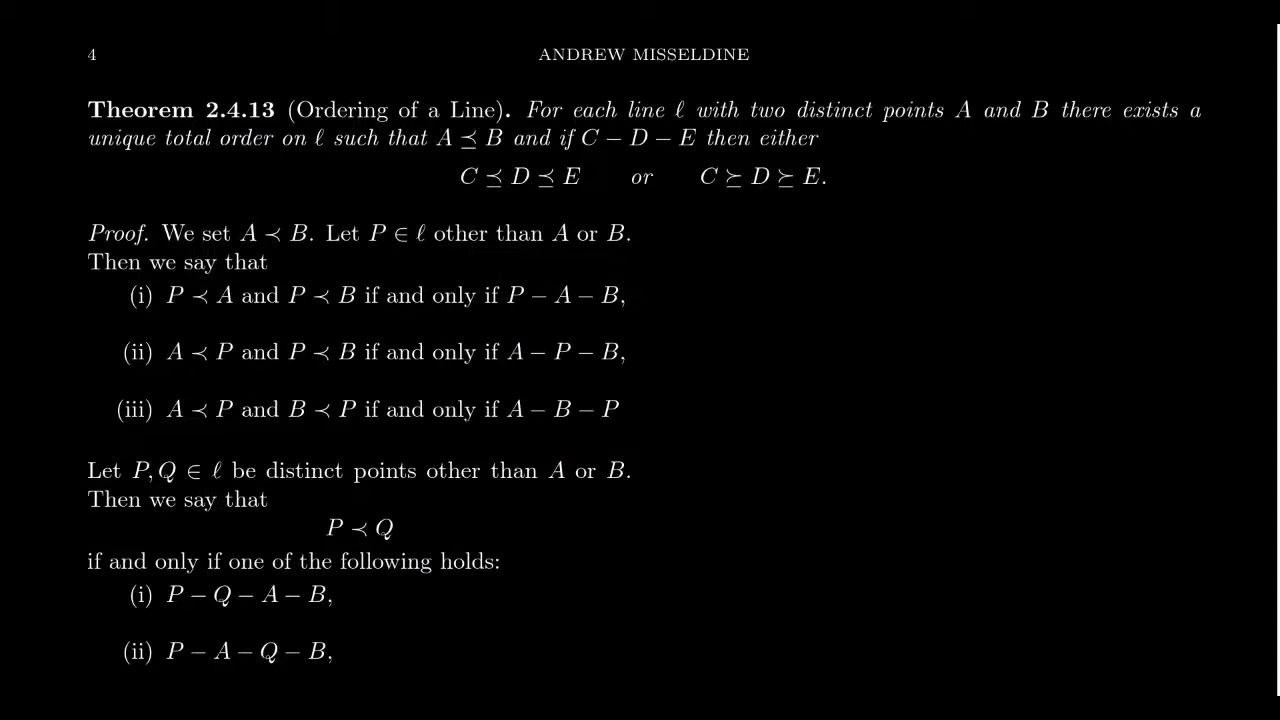 4 ANDREW MISSELDINE
Theorem 2.4.13 (Ordering of a Line). For each line ℓ with two distinct points A and B there exists a
unique total order on ℓ such that A ⪯ B and if C − D − E then either
C ⪯ D ⪯ E or C ⪰ D ⪰ E.
Proof. We set A ≺ B. Let P ∈ ℓ other than A or B.
Then we say that
(i) P ≺ A and P ≺ B if and only if P − A − B,
(ii) A ≺ P and P ≺ B if and only if A − P − B,
(iii) A ≺ P and B ≺ P if and only if A − B − P
Let P, Q ∈ ℓ be distinct points other than A or B.
Then we say that
P ≺ Q
if and only if one of the following holds:
(i) P − Q − A − B,
(ii) P − A − Q − B,